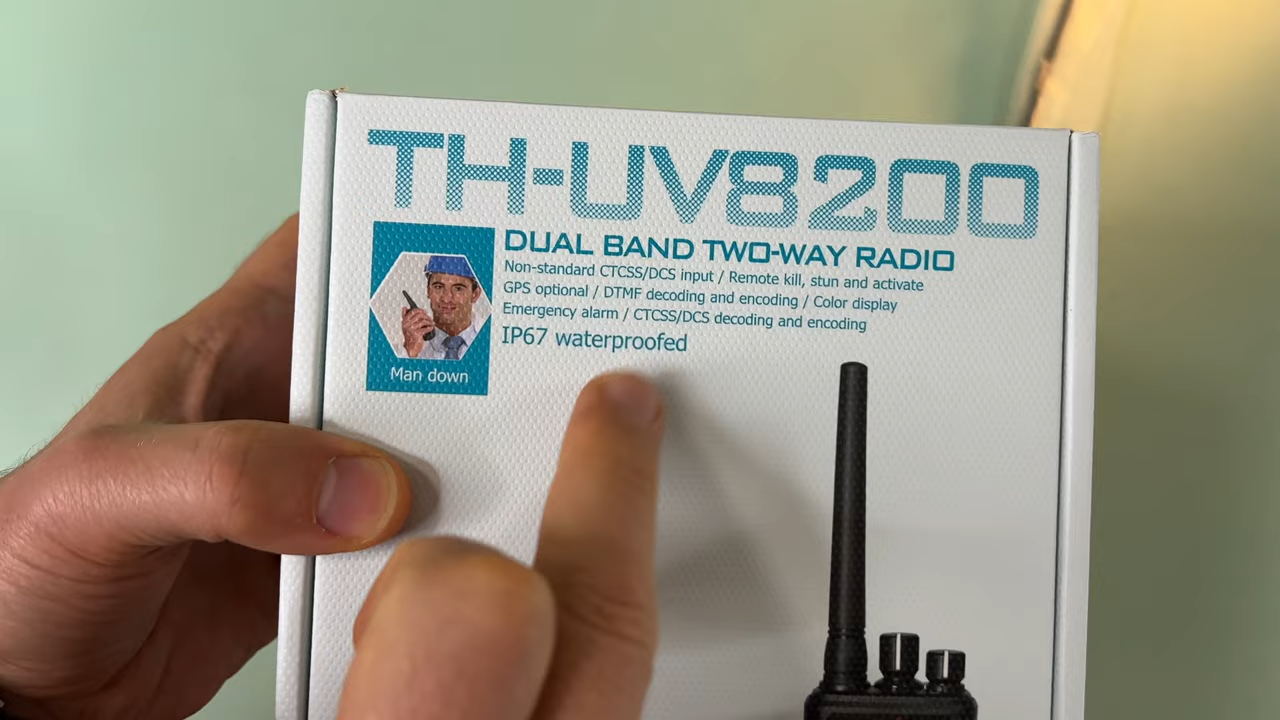 TH-UV8200
DUAL BAND TWO-WAY RADIO
Non-standard CTCSS/DCS input / Remote kill, stun and activate
GPS optional / DTMF decoding and encoding / Color display
Emergency alarm / CTCSS/DCS decoding and encoding
IP67 waterproofed
Man down